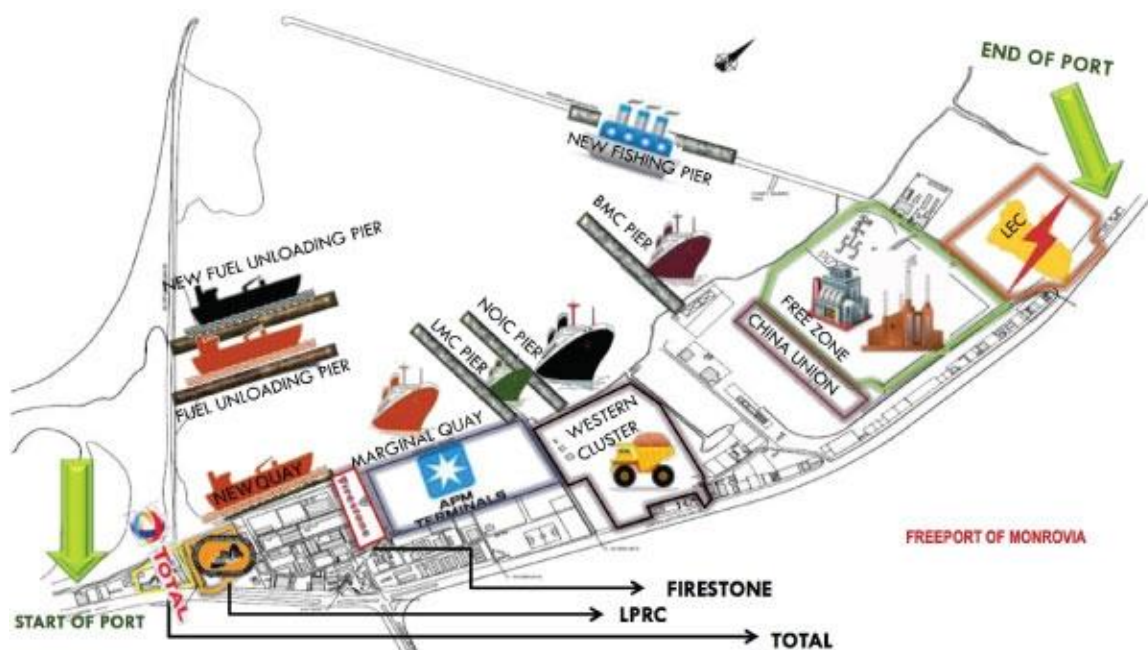 END OF PORT
NEW FISHING PIER
BMC PIER
LEC
NEW FUEL UNLOADING PIER
FUEL UNLOADING PIER
LMC PIER
NOIC PIER
FREE ZONE
CHINA UNION
MARGINAL QUAY
WESTERN
CLUSTER
NEW QUAY
Firestone
APM
TERMINALS
TOTAL
FREEPORT OF MONROVIA
START OF PORT
FIRESTONE
LPRC
TOTAL